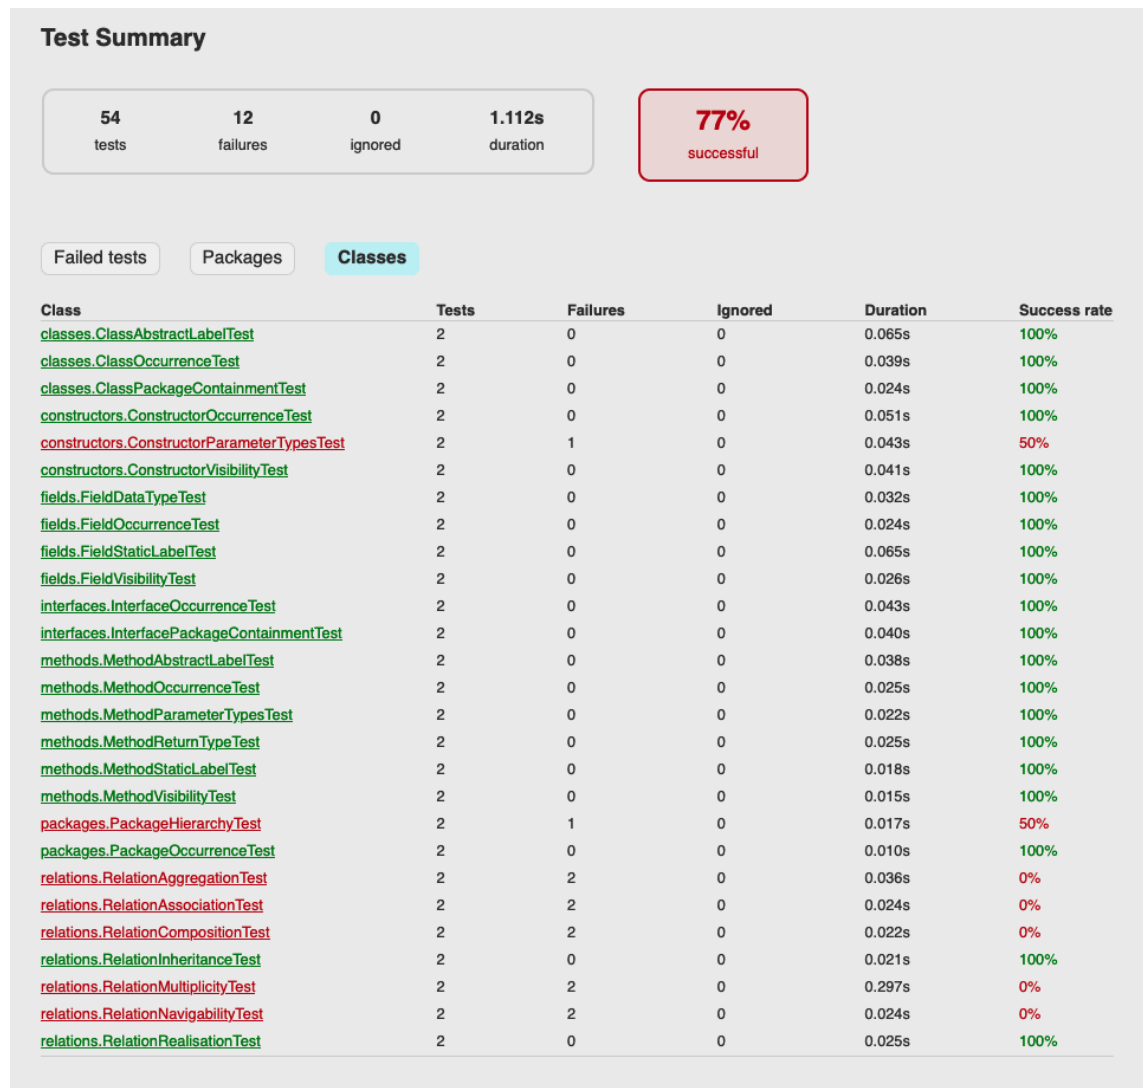 Test Summary
54 12 0 1.112s 77%
tests failures ignored duration successful
Failed tests Packages Classes
Class Tests Failures Ignored Duration Success rate
classes.ClassAbstractLabelTest 2 0 0 0.065s 100%
classes.ClassOccurrenceTest 2 0 0 0.039s 100%
classes.ClassPackageContainmentTest 2 0 0 0.024s 100%
constructors.ConstructorOccurrenceTest 2 0 0 0.051s 100%
constructors.ConstructorParameterTypesTest 2 1 0 0.043s 50%
constructors.ConstructorVisibilityTest 2 0 0 0.041s 100%
fields.FieldDataTypeTest 2 0 0 0.032s 100%
fields.FieldOccurrenceTest 2 0 0 0.024s 100%
fields.FieldStaticLabelTest 2 0 0 0.065s 100%
fields.FieldVisibilityTest 2 0 0 0.026s 100%
interfaces.InterfaceOccurrenceTest 2 0 0 0.043s 100%
interfaces.InterfacePackageContainmentTest 2 0 0 0.040s 100%
methods.MethodAbstractLabelTest 2 0 0 0.038s 100%
methods.MethodOccurrenceTest 2 0 0 0.025s 100%
methods.MethodParameterTypesTest 2 0 0 0.022s 100%
methods.MethodReturnTypeTest 2 0 0 0.025s 100%
methods.MethodStaticLabelTest 2 0 0 0.018s 100%
methods.MethodVisibilityTest 2 0 0 0.015s 100%
packages.PackageHierarchyTest 2 1 0 0.017s 50%
packages.PackageOccurrenceTest 2 0 0 0.010s 100%
relations.RelationAggregationTest 2 2 0 0.036s 0%
relations.RelationAssociationTest 2 2 0 0.024s 0%
relations.RelationCompositionTest 2 2 0 0.022s 0%
relations.RelationInheritanceTest 2 0 0 0.021s 100%
relations.RelationMultiplicityTest 2 2 0 0.297s 0%
relations.RelationNavigabilityTest 2 2 0 0.024s 0%
relations.RelationRealisationTest 2 0 0 0.025s 100%